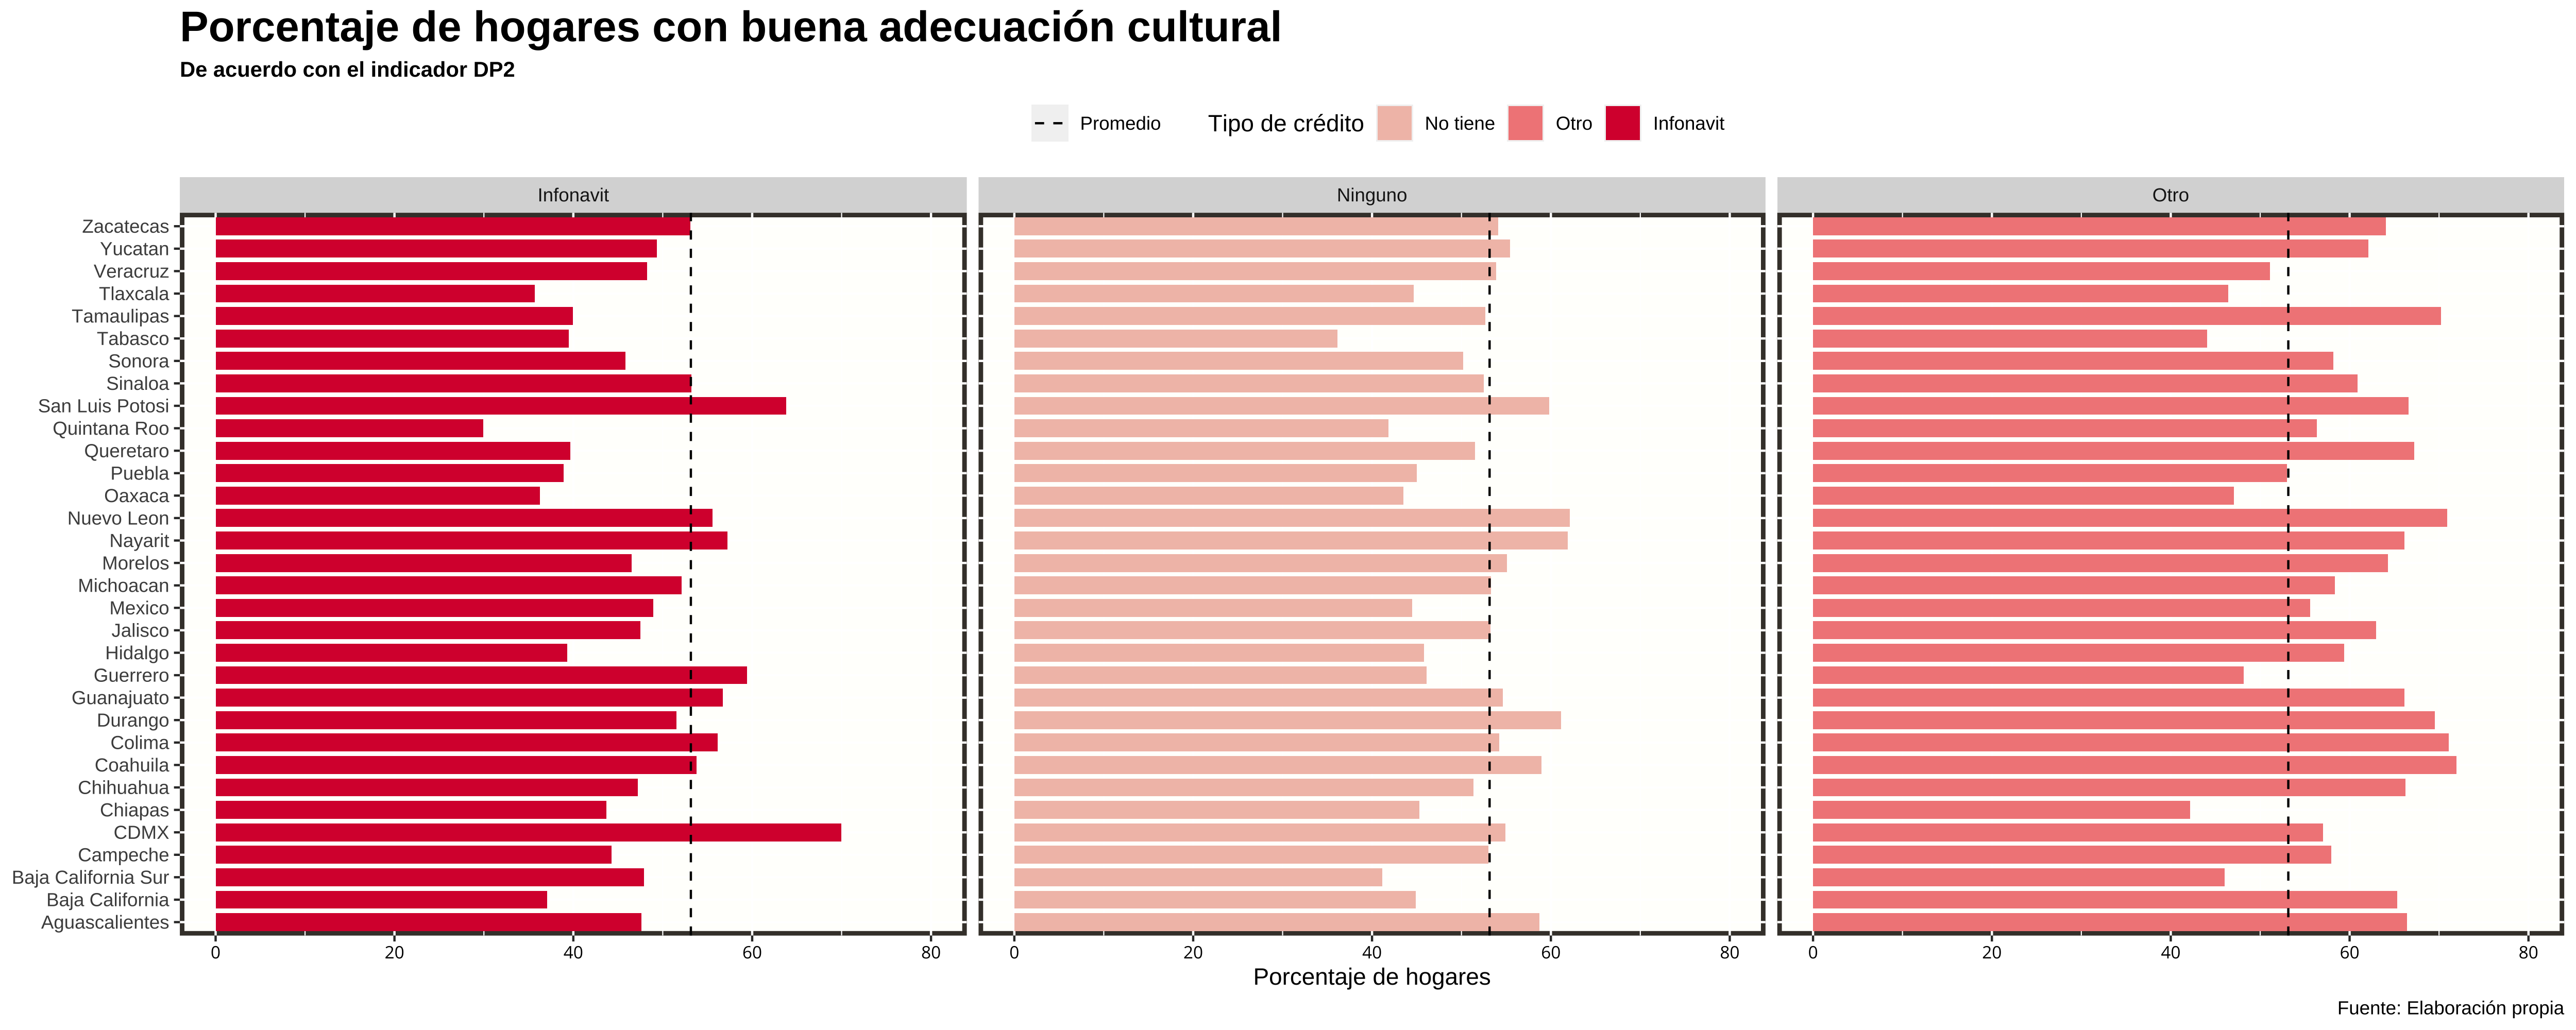 Porcentaje de hogares con buena adecuación cultural
De acuerdo con el indicador DP2
Promedio Tipo de crédito No tiene Otro Infonavit
Infonavit Ninguno Otro
Zacatecas
Yucatan
Veracruz
Tlaxcala
Tamaulipas
Tabasco
Sonora
Sinaloa
San Luis Potosi
Quintana Roo
Queretaro
Puebla
Oaxaca
Nuevo Leon
Nayarit
Morelos
Michoacan
Mexico
Jalisco
Hidalgo
Guerrero
Guanajuato
Durango
Colima
Coahuila
Chihuahua
Chiapas
CDMX
Campeche
Baja California Sur
Baja California
Aguascalientes
0 20 40 60 80 0 20 40 60 80 0 20 40 60 80
Porcentaje de hogares
Fuente: Elaboración propia